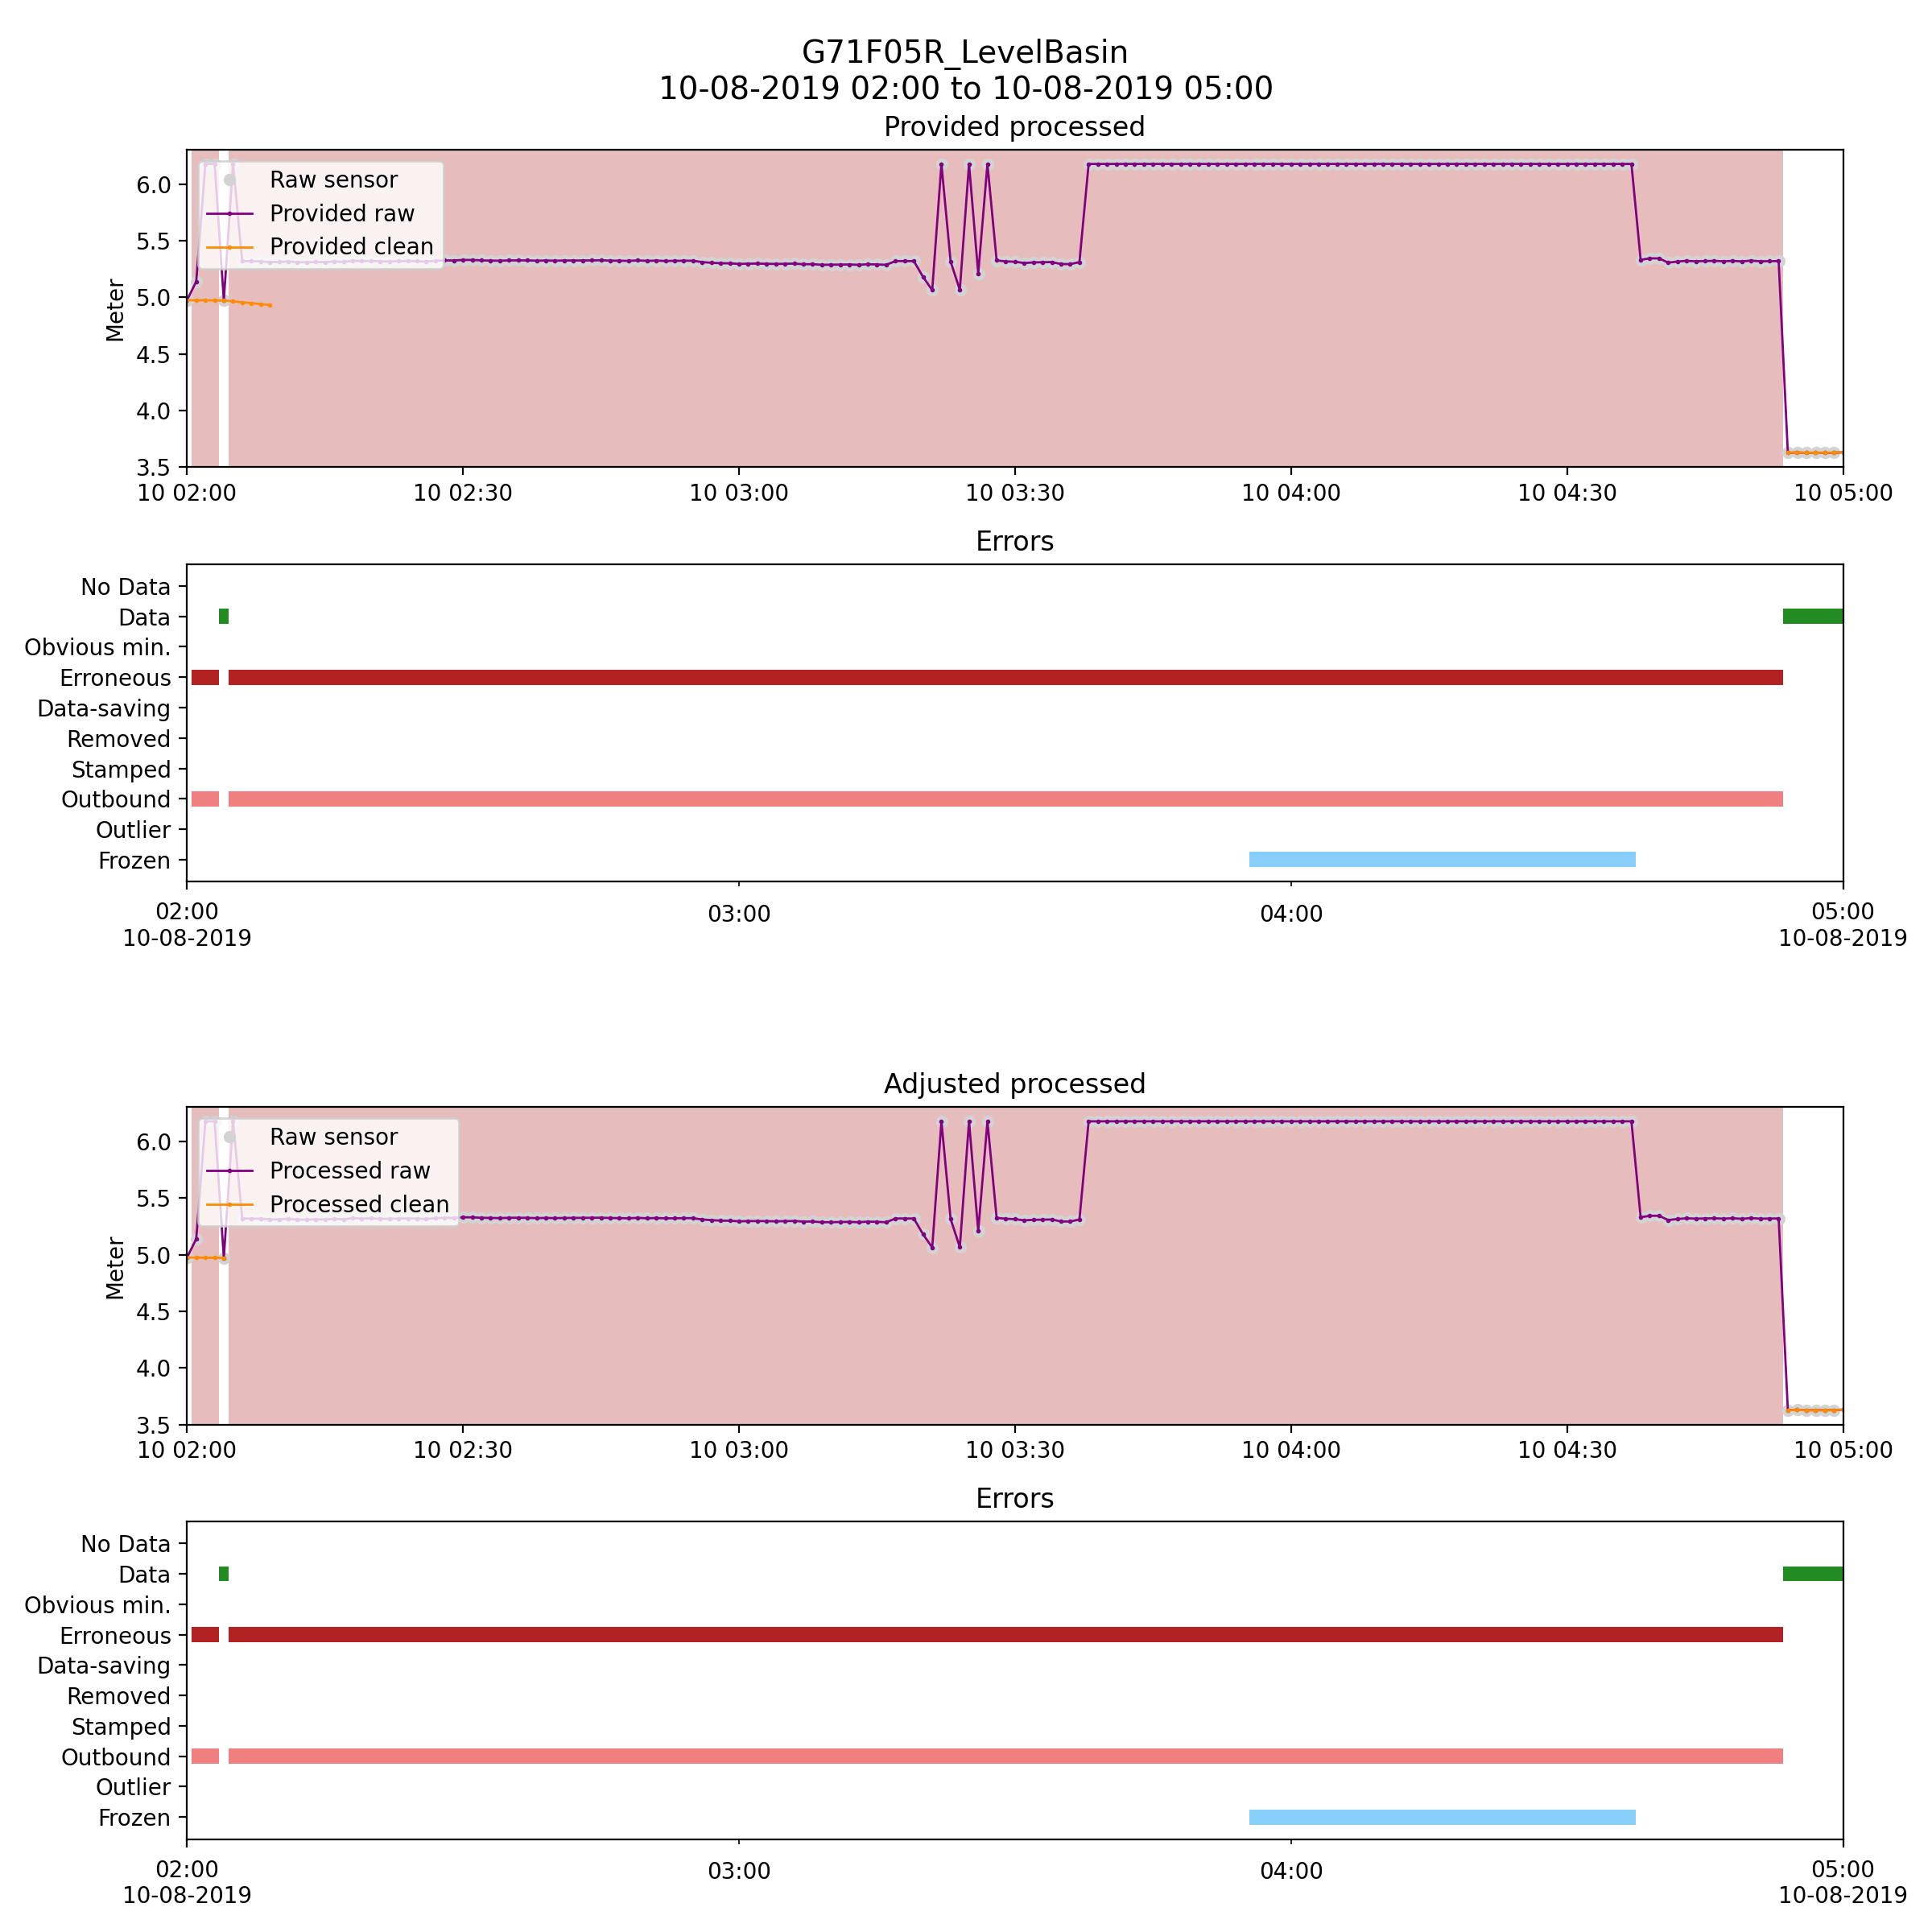 G71F05R_LevelBasin
10-08-2019 02:00 to 10-08-2019 05:00
Provided processed
Raw sensor
Provided raw
Provided clean
Meter
6.0
5.5
5.0
4.5
4.0
3.5
10 02:00 10 02:30 10 03:00 10 03:30 10 04:00 10 04:30 10 05:00
Errors
No Data
Data
Obvious min.
Erroneous
Data-saving
Removed
Stamped
Outbound
Outlier
Frozen
02:00 03:00 04:00 05:00
10-08-2019 10-08-2019
Adjusted processed
Raw sensor
Processed raw
Processed clean
Meter
6.0
5.5
5.0
4.5
4.0
3.5
10 02:00 10 02:30 10 03:00 10 03:30 10 04:00 10 04:30 10 05:00
Errors
No Data
Data
Obvious min.
Erroneous
Data-saving
Removed
Stamped
Outbound
Outlier
Frozen
02:00 03:00 04:00 05:00
10-08-2019 10-08-2019